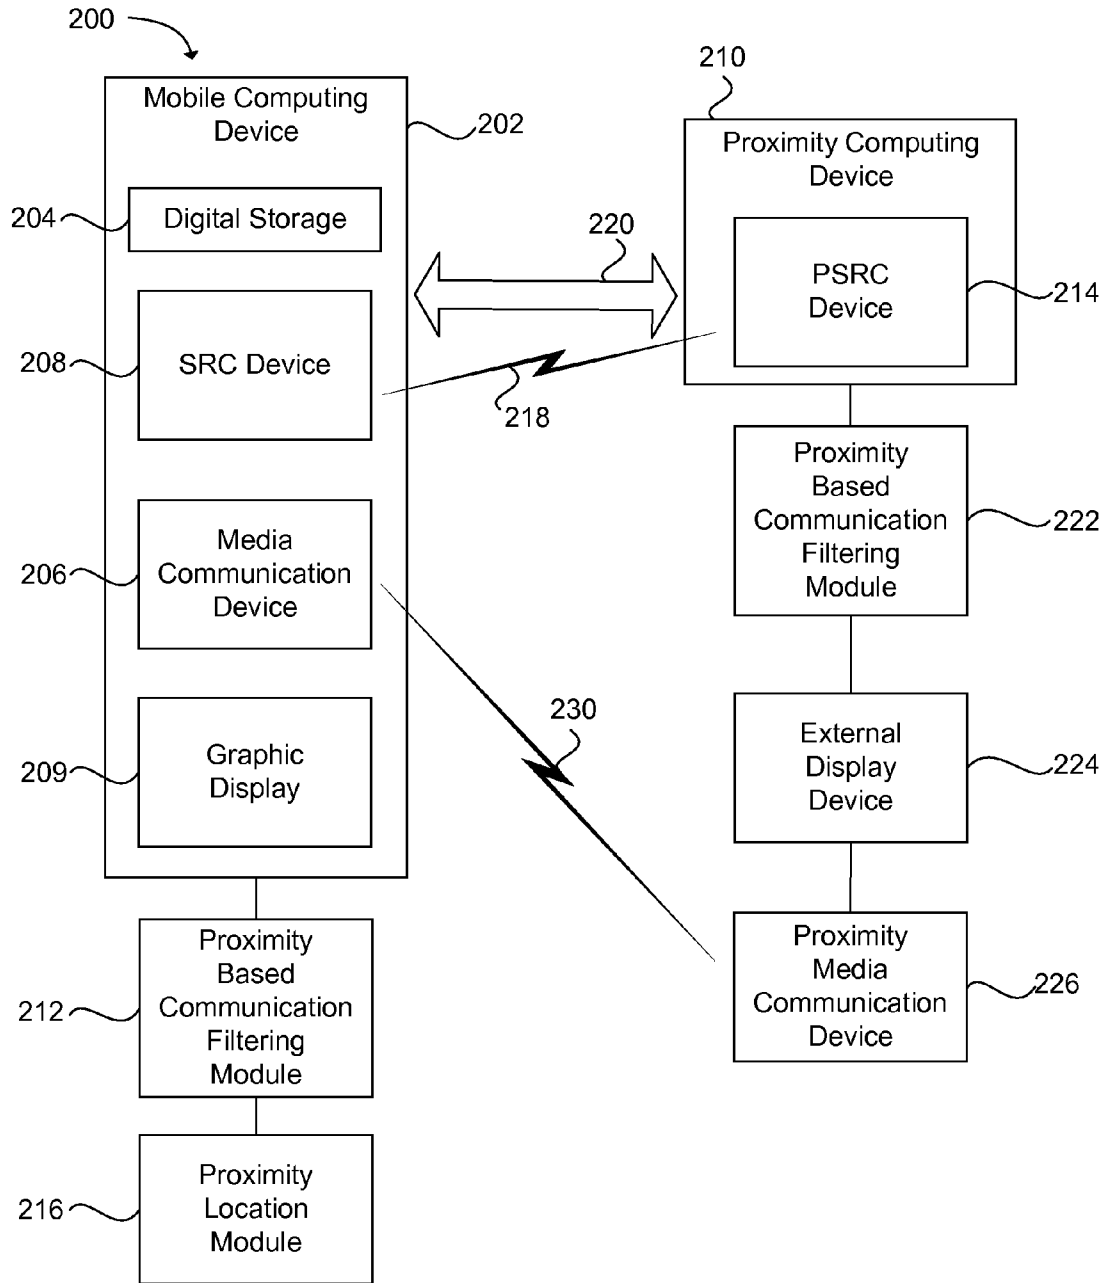 200
Mobile Computing
Device
202
204
Digital Storage
208
SRC Device
206
Media
Communication
Device
209
Graphic
Display
212
Proximity
Based
Communication
Filtering
Module
216
Proximity
Location
Module
220
218
230
210
Proximity Computing
Device
PSRC
Device
214
Proximity
Based
Communication
Filtering
Module
222
External
Display
Device
224
Proximity
Media
Communication
Device
226